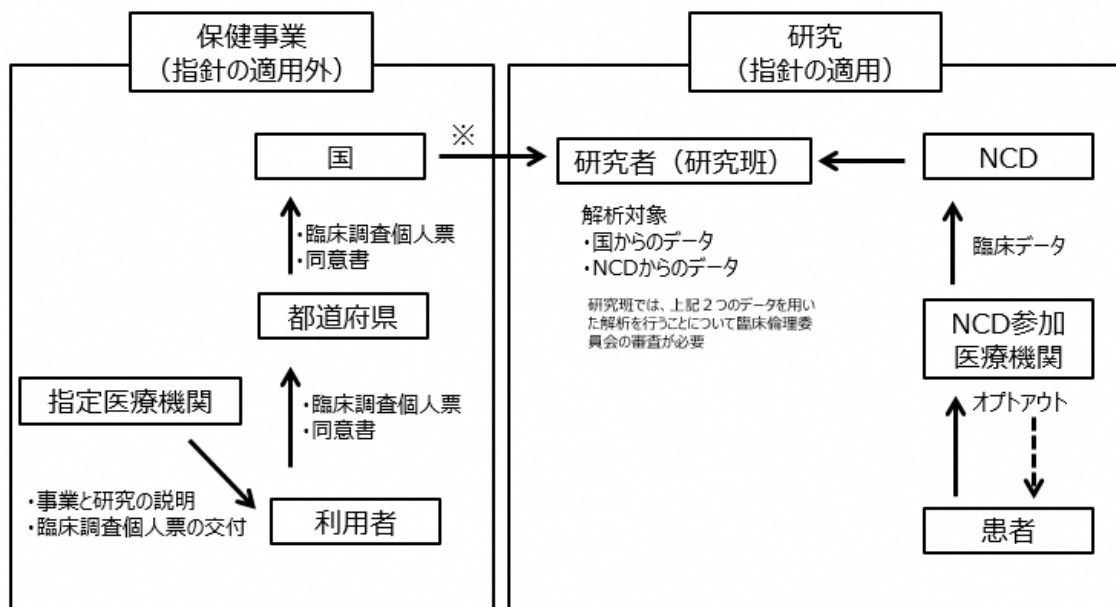 保健事業
（指針の適用外）
研究
（指針の適用）
国
※
・臨床調査個人票
・同意書
都道府県
指定医療機関
・臨床調査個人票
・同意書
・事業と研究の説明
・臨床調査個人票の交付
利用者
研究者（研究班）
NCD
解析対象
・国からのデータ
・NCDからのデータ
研究班では、上記２つのデータを用い
た解析を行うことについて臨床倫理委
員会の審査が必要
臨床データ
NCD参加
医療機関
オプトアウト
患者